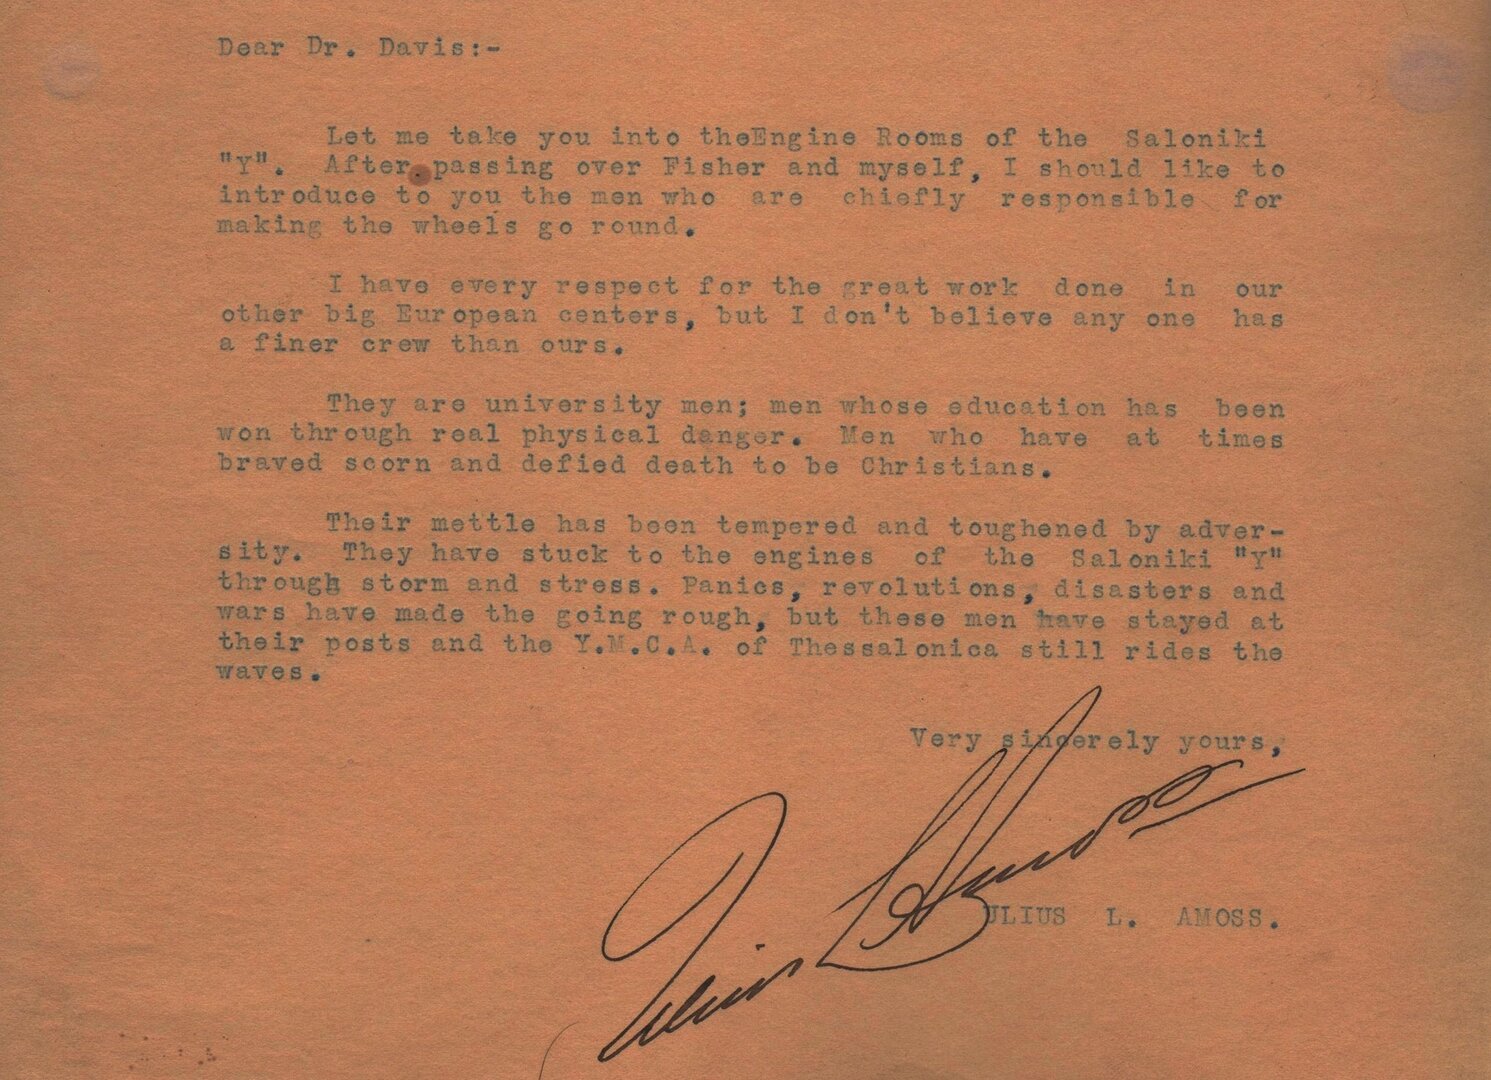 Dear Dr. Davis:-
Let me take you into theEngine Rooms of the Saloniki
"Y". After passing over Fisher and myself, I should like to
introduce to you the men who are chiefly responsible for
making the wheels go round.
I have every respect for the great work done in our
other big European centers, but I don't believe any one has
a finer crew than ours.
They are university men; men whose education has been
won through real physical danger. Men who have at times
braved scorn and defied death to be Christians.
Their mettle has been tempered and toughened by adver-
sity. They have stuck to the engines of the Saloniki "Y"
through storm and stress. Panics, revolutions, disasters and
wars have made the going rough, but these men have stayed at
their posts and the Y.M.C.A. of Thessalonica still rides the
waves.
Very sincerely yours,
Julius L. Amoss
ULIUS L. AMOSS.